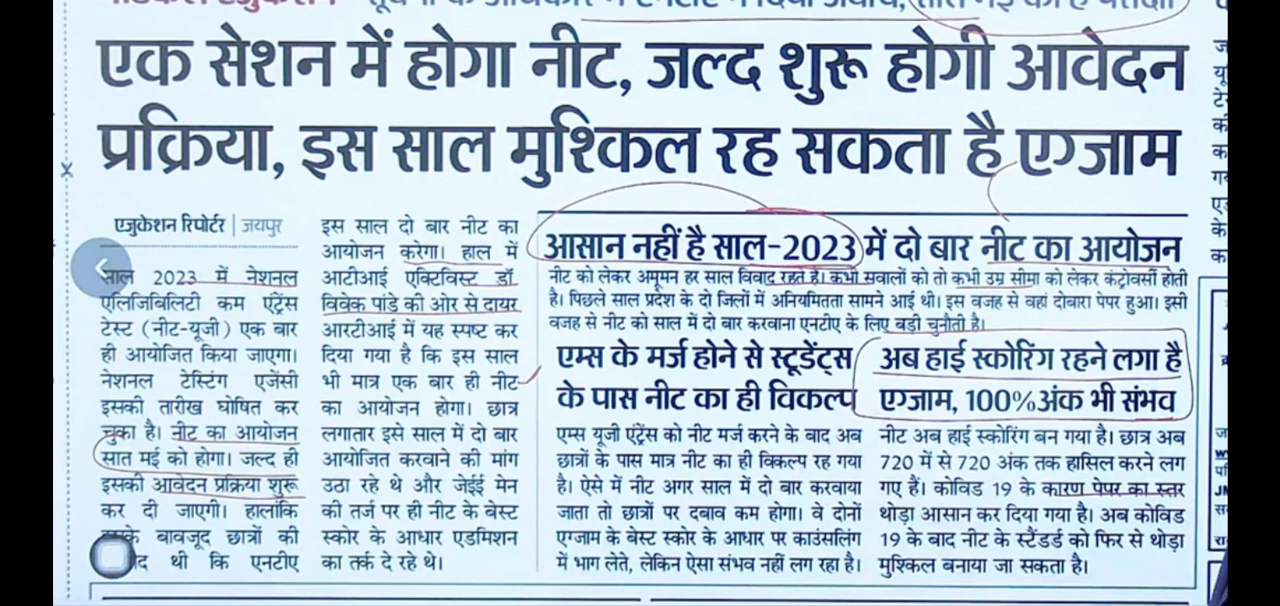 एक सेशन में होगा नीट, जल्द शुरू होगी आवेदन
प्रक्रिया, इस साल मुश्किल रह सकता है एग्जाम
एजुकेशन रिपोर्टर | जयपुर
साल 2023 में नेशनल
एलिजिबिलिटी कम एंट्रेंस
टेस्ट (नीट-यूजी) एक बार
ही आयोजित किया जाएगा।
नेशनल टेस्टिंग एजेंसी
इसकी तारीख घोषित कर
चुका है। नीट का आयोजन
सात मई को होगा। जल्द ही
इसकी आवेदन प्रक्रिया शुरू
कर दी जाएगी। हालांकि
बावजूद छात्रों की
थी कि एनटीए
इस साल दो बार नीट का
आयोजन करेगा। हाल में
आटीआई एक्टिविस्ट डॉ.
विवेक पांडे की ओर से दायर
आरटीआई में यह स्पष्ट कर
दिया गया है कि इस साल
भी मात्र एक बार ही नीट
का आयोजन होगा। छात्र
लगातार इसे साल में दो बार
आयोजित करवाने की मांग
उठा रहे थे और जेईई मेन
की तर्ज पर ही नीट के बेस्ट
स्कोर के आधार एडमिशन
का तर्क दे रहे थे।
आसान नहीं है साल-2023 में दो बार नीट का आयोजन
नीट को लेकर अमूमन हर साल विवाद रहते हैं। कभी सवालों को तो कभी उम्र सीमा को लेकर कंट्रोवर्सी होती
है। पिछले साल प्रदेश के दो जिलों में अनियमितता सामने आई थी। इस वजह से वहां दोबारा पेपर हुआ। इसी
वजह से नीट को साल में दो बार करवाना एनटीए के लिए बड़ी चुनौती है।
एम्स के मर्ज होने से स्टूडेंट्स
के पास नीट का ही विकल्प
एम्स यूजी एंट्रेंस को नीट मर्ज करने के बाद अब
छात्रों के पास मात्र नीट का ही विकल्प रह गया
है। ऐसे में नीट अगर साल में दो बार करवाया
जाता तो छात्रों पर दबाव कम होगा। वे दोनों
एग्जाम के बेस्ट स्कोर के आधार पर काउंसलिंग
में भाग लेते, लेकिन ऐसा संभव नहीं लग रहा है।
अब हाई स्कोरिंग रहने लगा है
एग्जाम, 100%अंक भी संभव
नीट अब हाई स्कोरिंग बन गया है। छात्र अब
720 में से 720 अंक तक हासिल करने लग
गए हैं। कोविड 19 के कारण पेपर का स्तर
थोड़ा आसान कर दिया गया है। अब कोविड
19 के बाद नीट के स्टैंडर्ड को फिर से थोड़ा
मुश्किल बनाया जा सकता है।